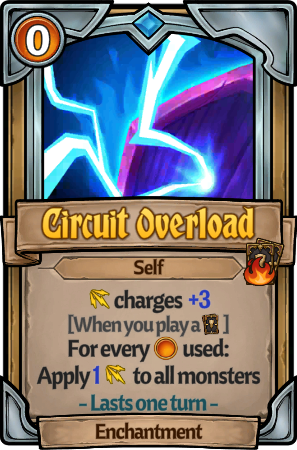 0
Circuit Overload
Self
charges +3
[When you play a ]
For every used:
Apply 1 to all monsters
- Lasts one turn -
Enchantment